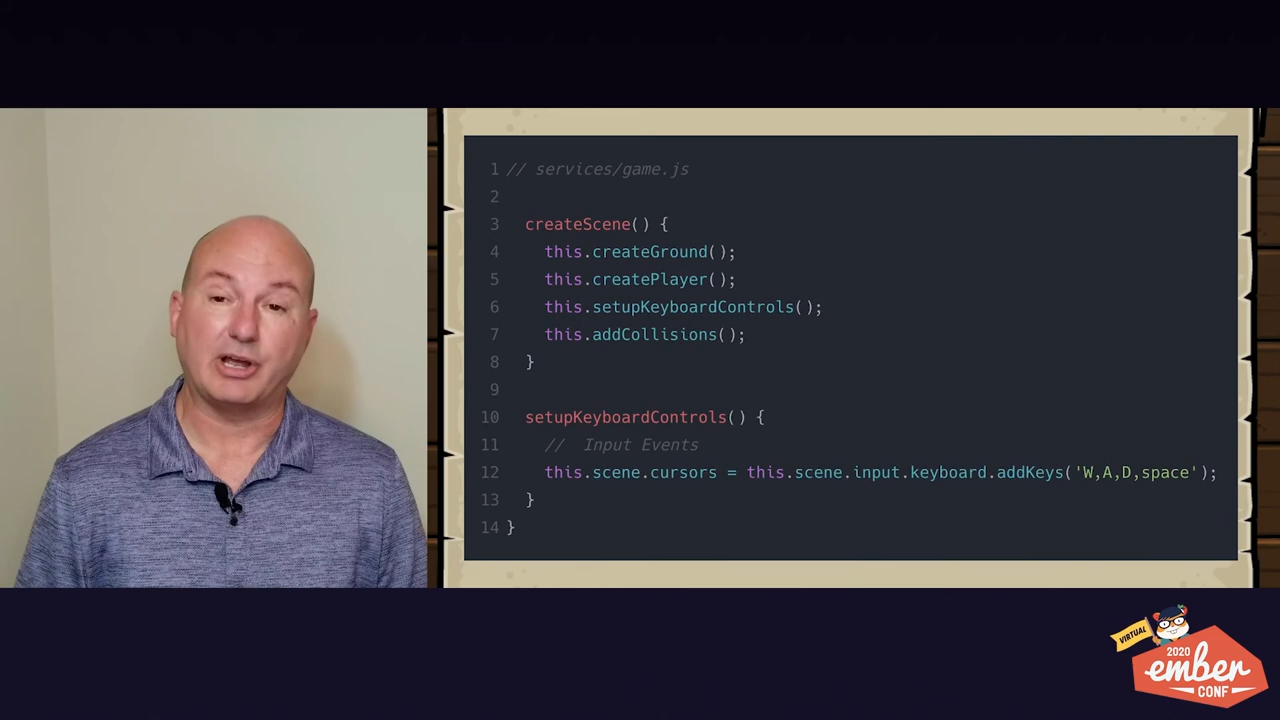 1 // services/game.js
2
3 createScene() {
4 this.createGround();
5 this.createPlayer();
6 this.setupKeyboardControls();
7 this.addCollisions();
8 }
9
10 setupKeyboardControls() {
11 //  Input Events
12 this.scene.cursors = this.scene.input.keyboard.addKeys('W,A,D,space');
13 }
14 }
VIRTUAL
2020
ember
CONF